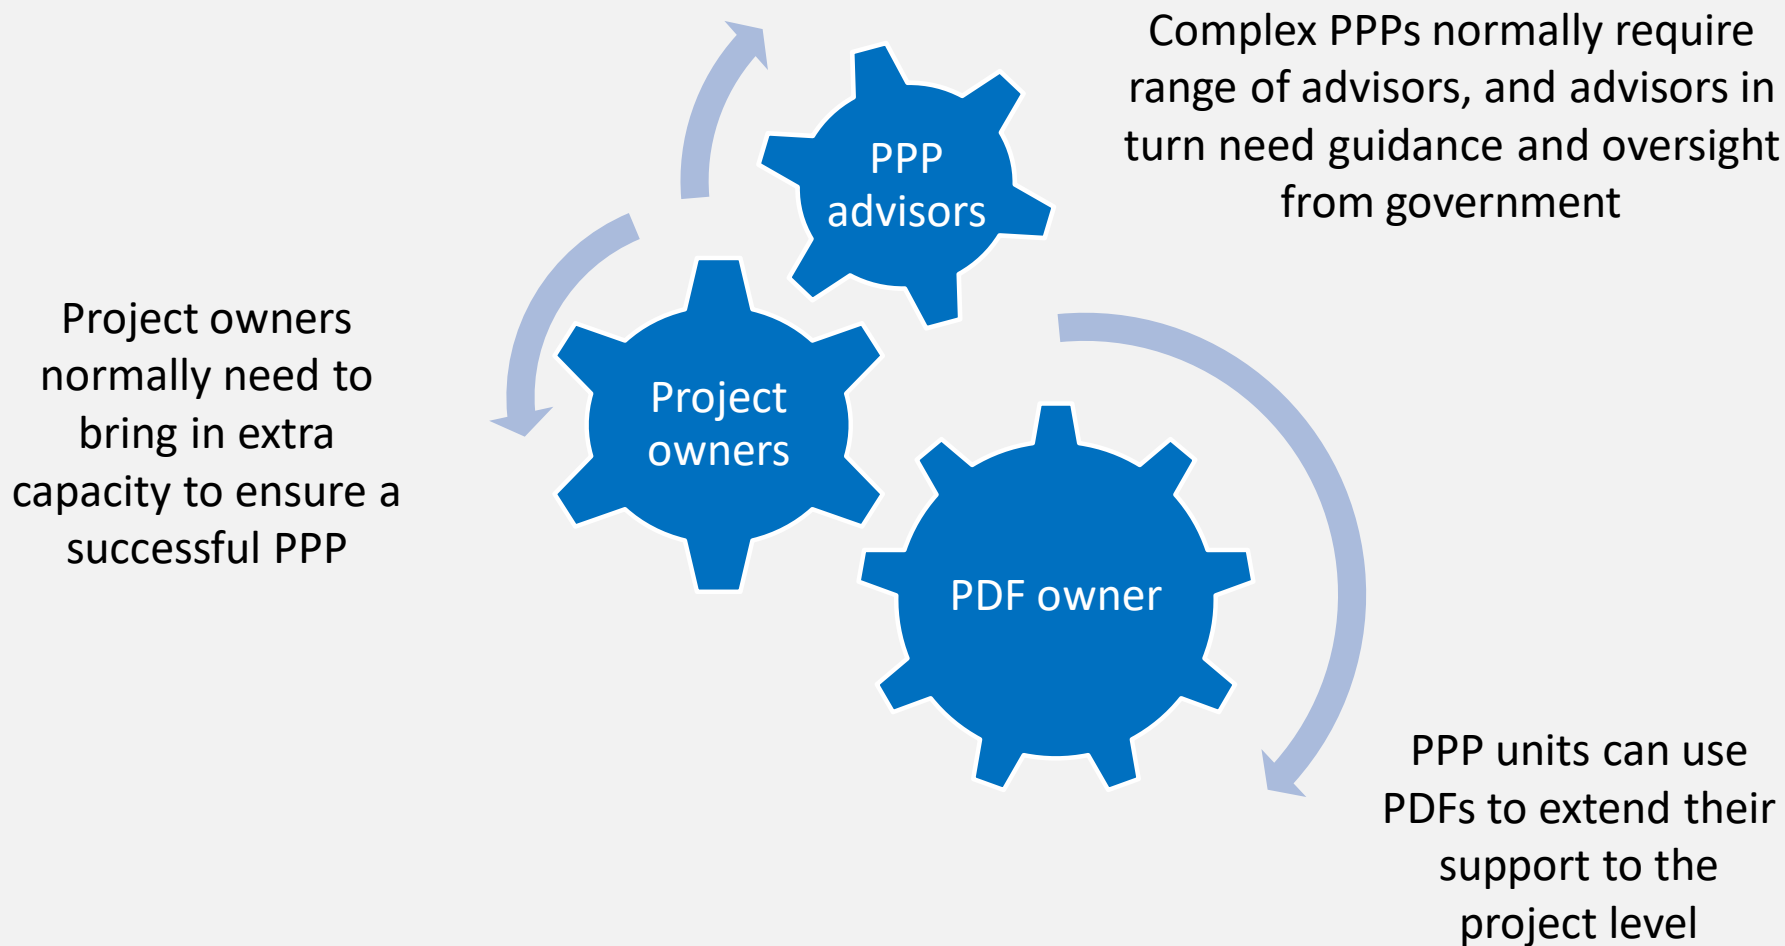 Complex PPPs normally require
range of advisors, and advisors in
turn need guidance and oversight
from government
PPP
advisors
Project owners
normally need to
bring in extra
capacity to ensure a
successful PPP
Project
owners
PDF owner
PPP units can use
PDFs to extend their
support to the
project level